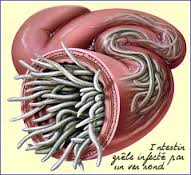 Intestin
grêle infecté par
un ver rond